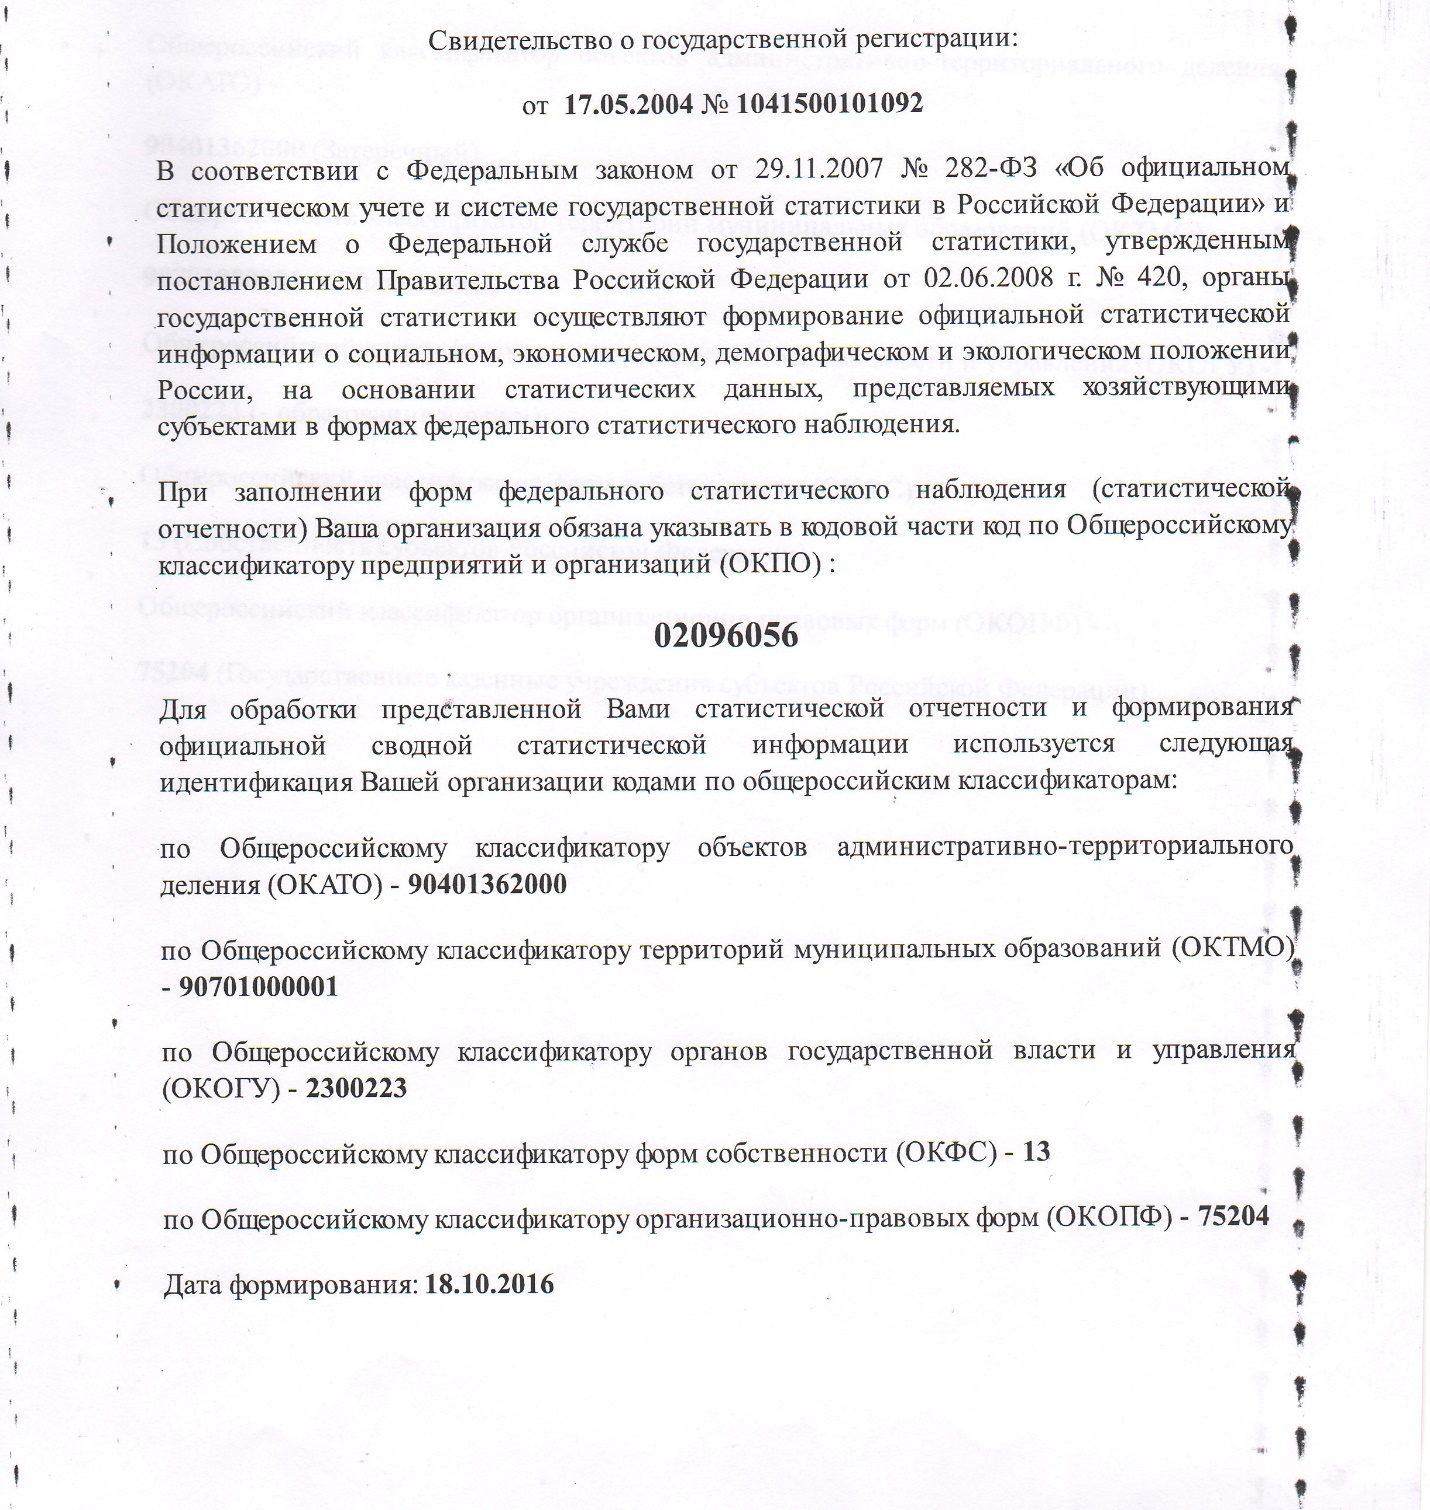 Свидетельство о государственной регистрации:
от 17.05.2004 № 1041500101092
В соответствии с Федеральным законом от 29.11.2007 № 282-ФЗ «Об официальном
статистическом учете и системе государственной статистики в Российской Федерации» и
Положением о Федеральной службе государственной статистики, утвержденным
постановлением Правительства Российской Федерации от 02.06.2008 г. № 420, органы
государственной статистики осуществляют формирование официальной статистической
информации о социальном, экономическом, демографическом и экологическом положении
России, на основании статистических данных, представляемых хозяйствующими
субъектами в формах федерального статистического наблюдения.
При заполнении форм федерального статистического наблюдения (статистической
отчетности) Ваша организация обязана указывать в кодовой части код по Общероссийскому
классификатору предприятий и организаций (ОКПО) :
02096056
Для обработки представленной Вами статистической отчетности и формирования
официальной сводной статистической информации используется следующая
идентификация Вашей организации кодами по общероссийским классификаторам:
по Общероссийскому классификатору объектов административно-территориального
деления (ОКАТО) - 90401362000
по Общероссийскому классификатору территорий муниципальных образований (ОКТМО)
- 90701000001
по Общероссийскому классификатору органов государственной власти и управления
(ОКОГУ) - 2300223
по Общероссийскому классификатору форм собственности (ОКФС) - 13
по Общероссийскому классификатору организационно-правовых форм (ОКОПФ) - 75204
Дата формирования: 18.10.2016